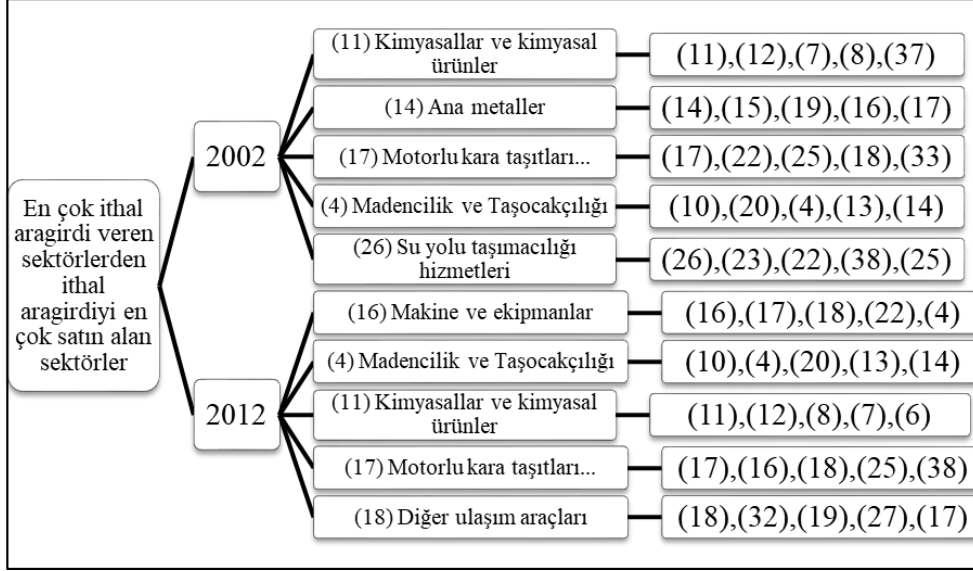 En çok ithal
aragirdi veren
sektörlerden
ithal
aragirdiyi en
çok satın alan
sektörler
2002
(11) Kimyasallar ve kimyasal
ürünler
(11),(12),(7),(8),(37)
(14) Ana metaller
(14),(15),(19),(16),(17)
(17) Motorlu kara taşıtları...
(17),(22),(25),(18),(33)
(4) Madencilik ve Taşocakçılığı
(10),(20),(4),(13),(14)
(26) Su yolu taşımacılığı
hizmetleri
(26),(23),(22),(38),(25)
2012
(16) Makine ve ekipmanlar
(16),(17),(18),(22),(4)
(4) Madencilik ve Taşocakçılığı
(10),(4),(20),(13),(14)
(11) Kimyasallar ve kimyasal
ürünler
(11),(12),(8),(7),(6)
(17) Motorlu kara taşıtları...
(17),(16),(18),(25),(38)
(18) Diğer ulaşım araçları
(18),(32),(19),(27),(17)